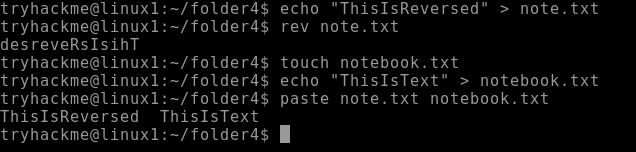 tryhackme@linux1:~/folder4$ echo "ThisIsReversed" > note.txt
tryhackme@linux1:~/folder4$ rev note.txt
desreveRsIsihT
tryhackme@linux1:~/folder4$ touch notebook.txt
tryhackme@linux1:~/folder4$ echo "ThisIsText" > notebook.txt
tryhackme@linux1:~/folder4$ paste note.txt notebook.txt
ThisIsReversed  ThisIsText
tryhackme@linux1:~/folder4$